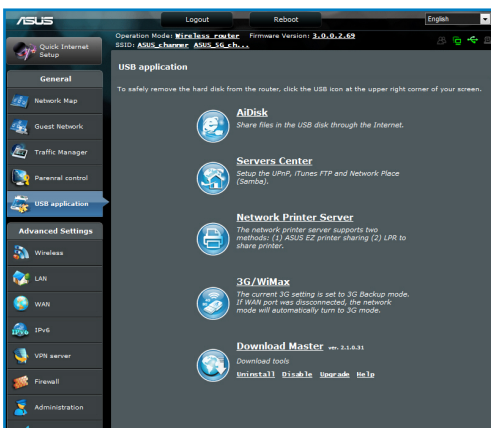 ASUS
Logout
Reboot
English
Operation Mode: Wireless router Firmware Version: 3.0.0.2.69
SSID: ASUS_channer ASUS_5G_ch...
Quick Internet
Setup
General
Network Map
Guest Network
Traffic Manager
Parenral control
USB application
Advanced Settings
Wireless
LAN
WAN
IPv6
VPN server
Firewall
Administration
USB application
To safely remove the hard disk from the router, click the USB icon at the upper right corner of your screen.
AiDisk
Share files in the USB disk through the Internet.
Servers Center
Setup the UPnP, iTunes FTP and Network Place
(Samba).
Network Printer Server
The network printer server supports two
methods: (1) ASUS EZ printer sharing (2) LPR to
share printer.
3G/WiMax
The current 3G setting is set to 3G Backup mode.
If WAN port was dissconnected, the network
mode will automatically turn to 3G mode.
Download Master ver. 2.1.0.31
Download tools
Uninstall Disable Upgrade Help